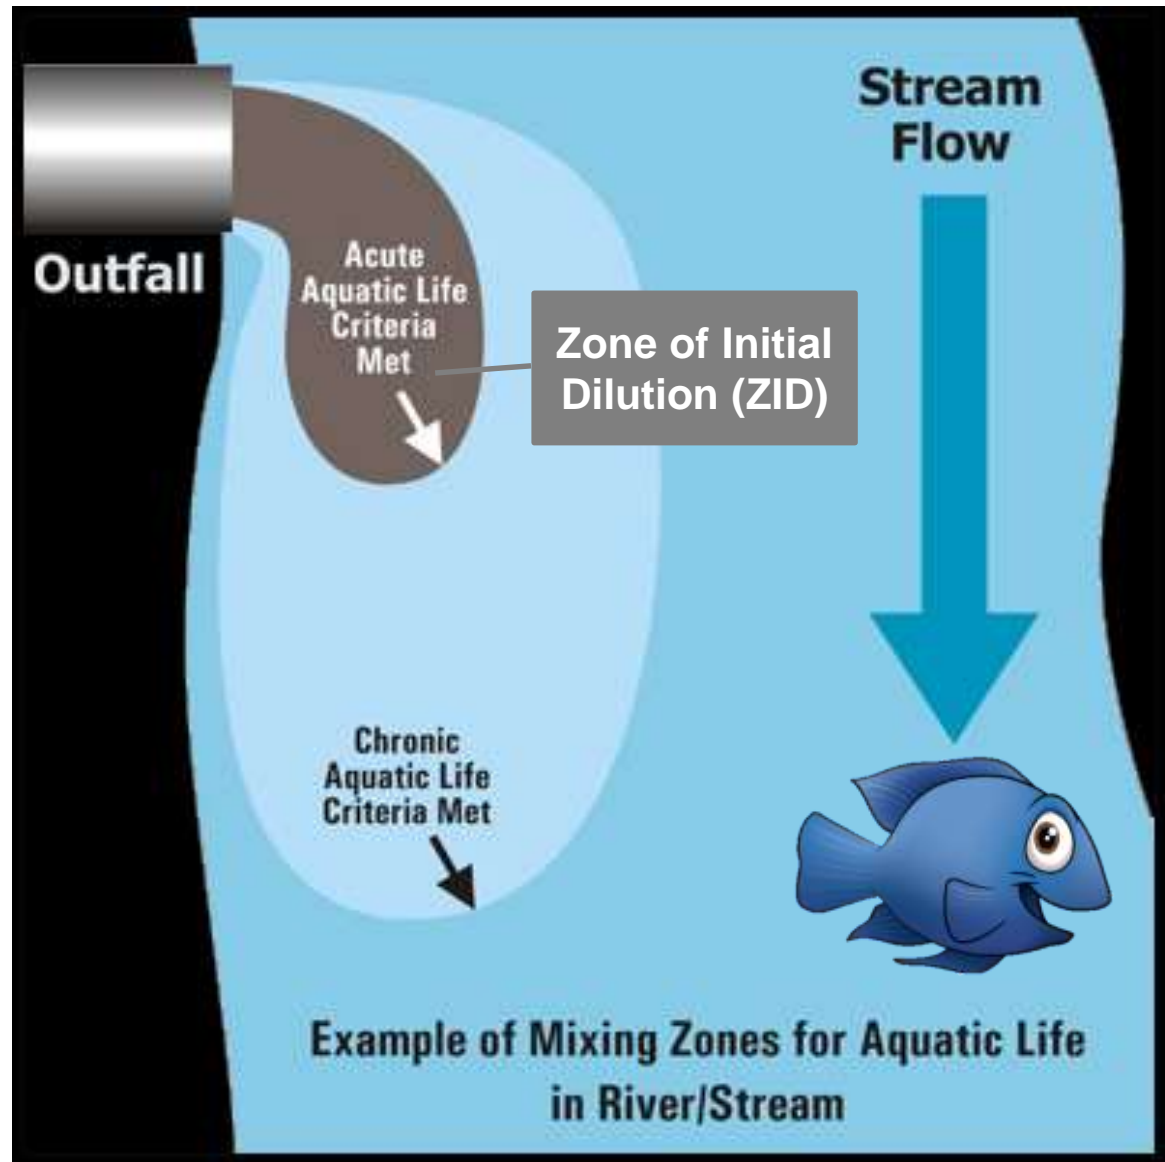 Stream
Flow
Outfall
Acute
Aquatic Life
Criteria
Met
Zone of Initial
Dilution (ZID)
Chronic
Aquatic Life
Criteria Met
Example of Mixing Zones for Aquatic Life
in River/Stream